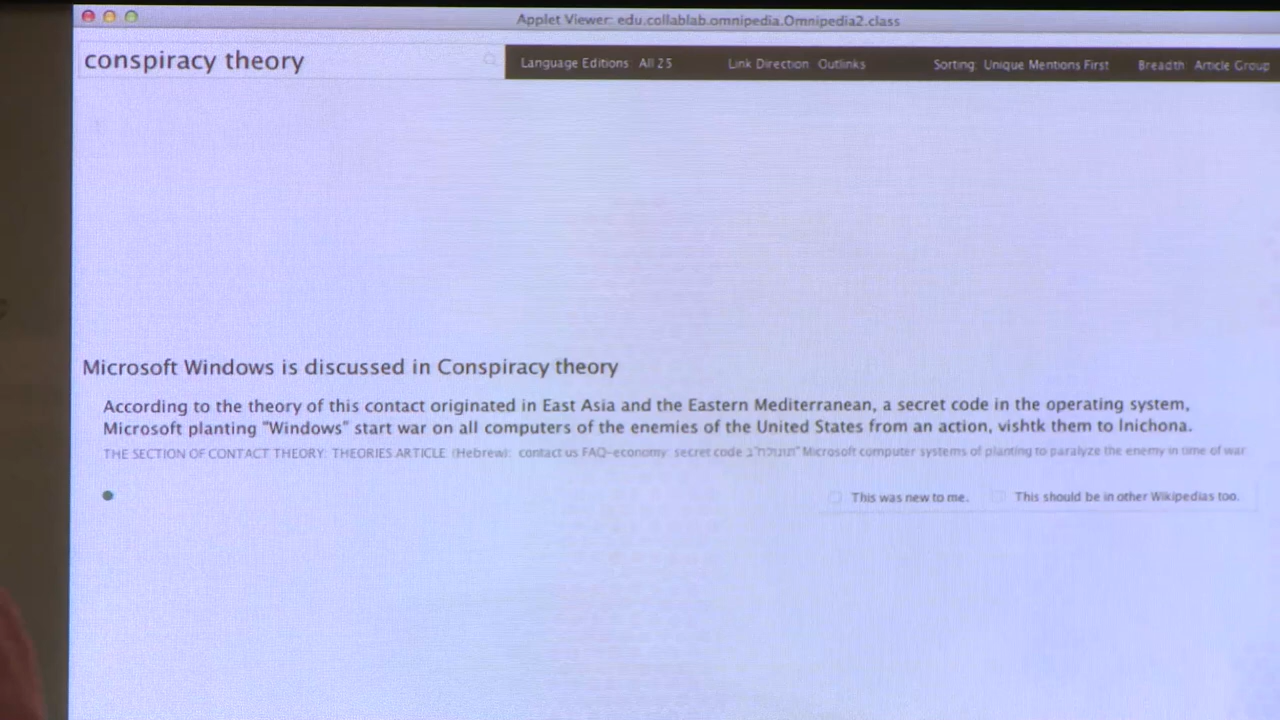 Applet Viewer: edu.collablab.omnipedia.Omnipedia2.class
conspiracy theory
Language Editions All 25 Link Direction Outlinks Sorting Unique Mentions First Breadth Article Group
Microsoft Windows is discussed in Conspiracy theory
According to the theory of this contact originated in East Asia and the Eastern Mediterranean, a secret code in the operating system,
Microsoft planting "Windows" start war on all computers of the enemies of the United States from an action, vishtk them to Inichona.
THE SECTION OF CONTACT THEORY: THEORIES ARTICLE (Hebrew): contact us FAQ-economy: secret code Microsoft computer systems of planting to paralyze the enemy in time of war
This was new to me. This should be in other Wikipedias too.